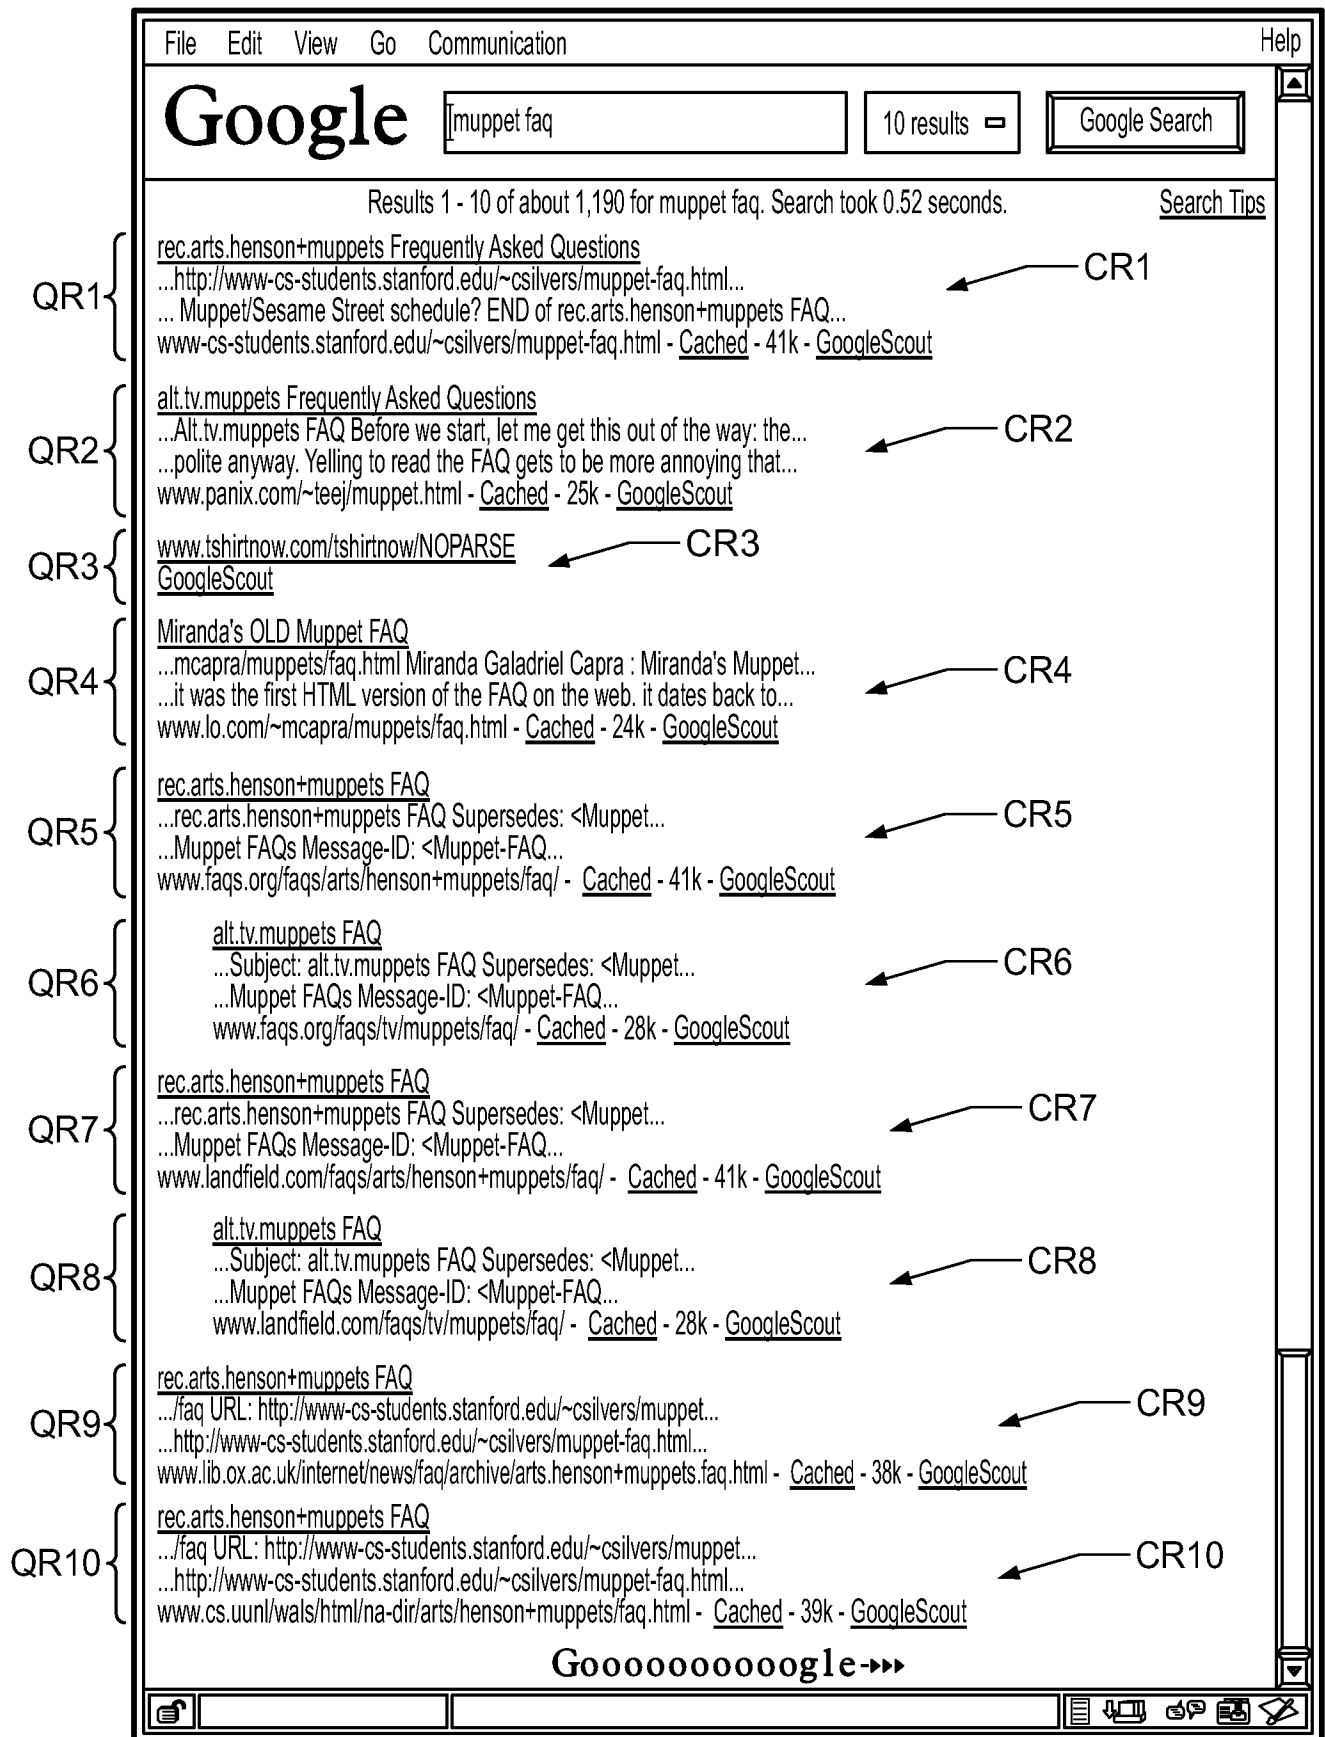 File Edit View Go Communication Help
Google muppet faq 10 results Google Search
Results 1 - 10 of about 1,190 for muppet faq. Search took 0.52 seconds. Search Tips
QR1 CR1
rec.arts.henson+muppets Frequently Asked Questions
...http://www-cs-students.stanford.edu/~csilvers/muppet-faq.html...
... Muppet/Sesame Street schedule? END of rec.arts.henson+muppets FAQ...
www-cs-students.stanford.edu/~csilvers/muppet-faq.html - Cached - 41k - GoogleScout
QR2 CR2
alt.tv.muppets Frequently Asked Questions
...Alt.tv.muppets FAQ Before we start, let me get this out of the way: the...
...polite anyway. Yelling to read the FAQ gets to be more annoying that...
www.panix.com/~teej/muppet.html - Cached - 25k - GoogleScout
QR3 CR3
www.tshirtnow.com/tshirtnow/NOPARSE
GoogleScout
QR4 CR4
Miranda's OLD Muppet FAQ
...mcapra/muppets/faq.html Miranda Galadriel Capra : Miranda's Muppet...
...it was the first HTML version of the FAQ on the web. it dates back to...
www.lo.com/~mcapra/muppets/faq.html - Cached - 24k - GoogleScout
QR5 CR5
rec.arts.henson+muppets FAQ
...rec.arts.henson+muppets FAQ Supersedes: <Muppet...
...Muppet FAQs Message-ID: <Muppet-FAQ...
www.faqs.org/faqs/arts/henson+muppets/faq/ - Cached - 41k - GoogleScout
QR6 CR6
alt.tv.muppets FAQ
...Subject: alt.tv.muppets FAQ Supersedes: <Muppet...
...Muppet FAQs Message-ID: <Muppet-FAQ...
www.faqs.org/faqs/tv/muppets/faq/ - Cached - 28k - GoogleScout
QR7 CR7
rec.arts.henson+muppets FAQ
...rec.arts.henson+muppets FAQ Supersedes: <Muppet...
...Muppet FAQs Message-ID: <Muppet-FAQ...
www.landfield.com/faqs/arts/henson+muppets/faq/ - Cached - 41k - GoogleScout
QR8 CR8
alt.tv.muppets FAQ
...Subject: alt.tv.muppets FAQ Supersedes: <Muppet...
...Muppet FAQs Message-ID: <Muppet-FAQ...
www.landfield.com/faqs/tv/muppets/faq/ - Cached - 28k - GoogleScout
QR9 CR9
rec.arts.henson+muppets FAQ
.../faq URL: http://www-cs-students.stanford.edu/~csilvers/muppet...
...http://www-cs-students.stanford.edu/~csilvers/muppet-faq.html...
www.lib.ox.ac.uk/internet/news/faq/archive/arts.henson+muppets.faq.html - Cached - 38k - GoogleScout
QR10 CR10
rec.arts.henson+muppets FAQ
.../faq URL: http://www-cs-students.stanford.edu/~csilvers/muppet...
...http://www-cs-students.stanford.edu/~csilvers/muppet-faq.html...
www.cs.uunl/wals/html/na-dir/arts/henson+muppets/faq.html - Cached - 39k - GoogleScout
Goooooooooogle